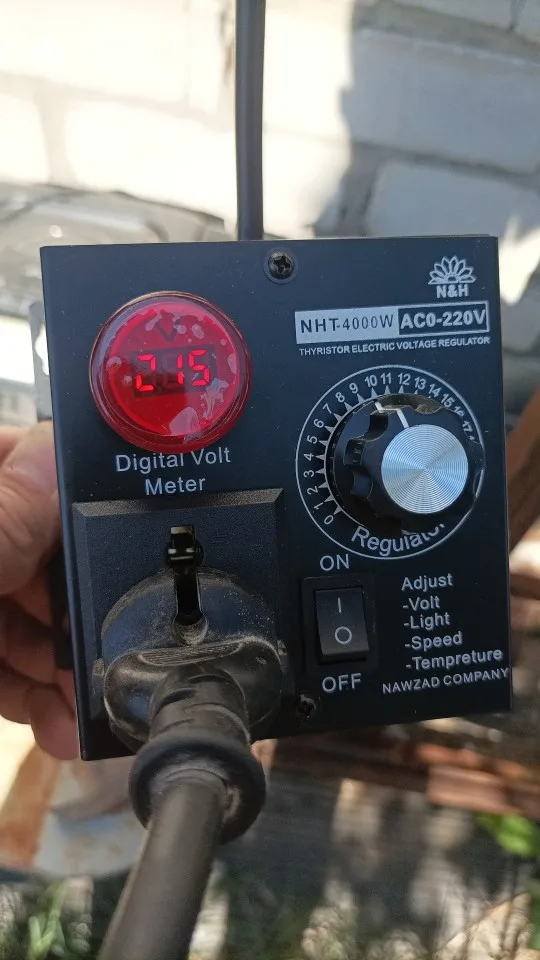 N&H
NHT-4000W AC0-220V
THYRISTOR ELECTRIC VOLTAGE REGULATOR
V
215
Digital Volt
Meter
0 1 2 3 4 5 6 7 8 9 10 11 12 13 14 15 16 17
Regulator
ON
I
O
OFF
Adjust
-Volt
-Light
-Speed
-Tempreture
NAWZAD COMPANY